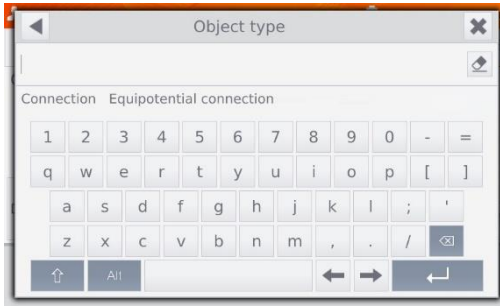 Object type
Connection Equipotential connection
1 2 3 4 5 6 7 8 9 0 - =
q w e r t y u i o p [ ]
a s d f g h j k l ; '
z x c v b n m , . /
Alt